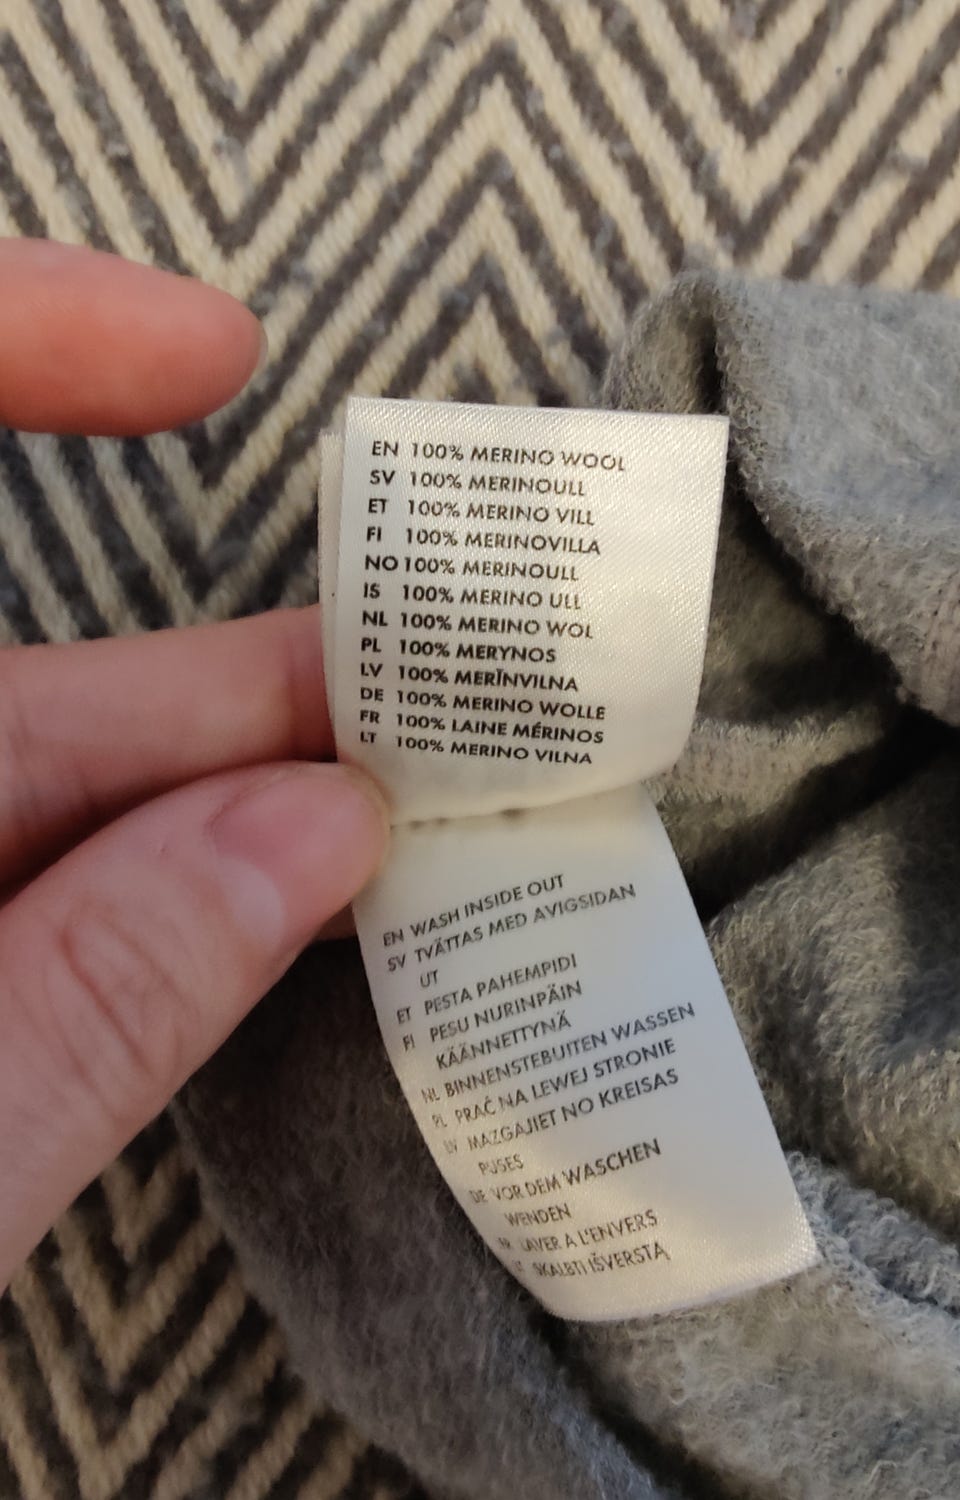 EN 100% MERINO WOOL
SV 100% MERINOULL
ET 100% MERINO VILL
FI 100% MERINOVILLA
NO 100% MERINOULL
IS 100% MERINO ULL
NL 100% MERINO WOL
PL 100% MERYNOS
LV 100% MERĪNVILNA
DE 100% MERINO WOLLE
FR 100% LAINE MÉRINOS
LT 100% MERINO VILNA
EN WASH INSIDE OUT
SV TVÄTTAS MED AVIGSIDAN
UT
ET PESTA PAHEMPIDI
FI PESU NURINPÄIN
KÄÄNNETTYNÄ
NL BINNENSTEBUITEN WASSEN
PL PRAĆ NA LEWEJ STRONIE
LV MAZGAJIET NO KREISAS
PUSES
DE VOR DEM WASCHEN
WENDEN
FR LAVER A L'ENVERS
LT SKALBTI IŠVERSTĄ